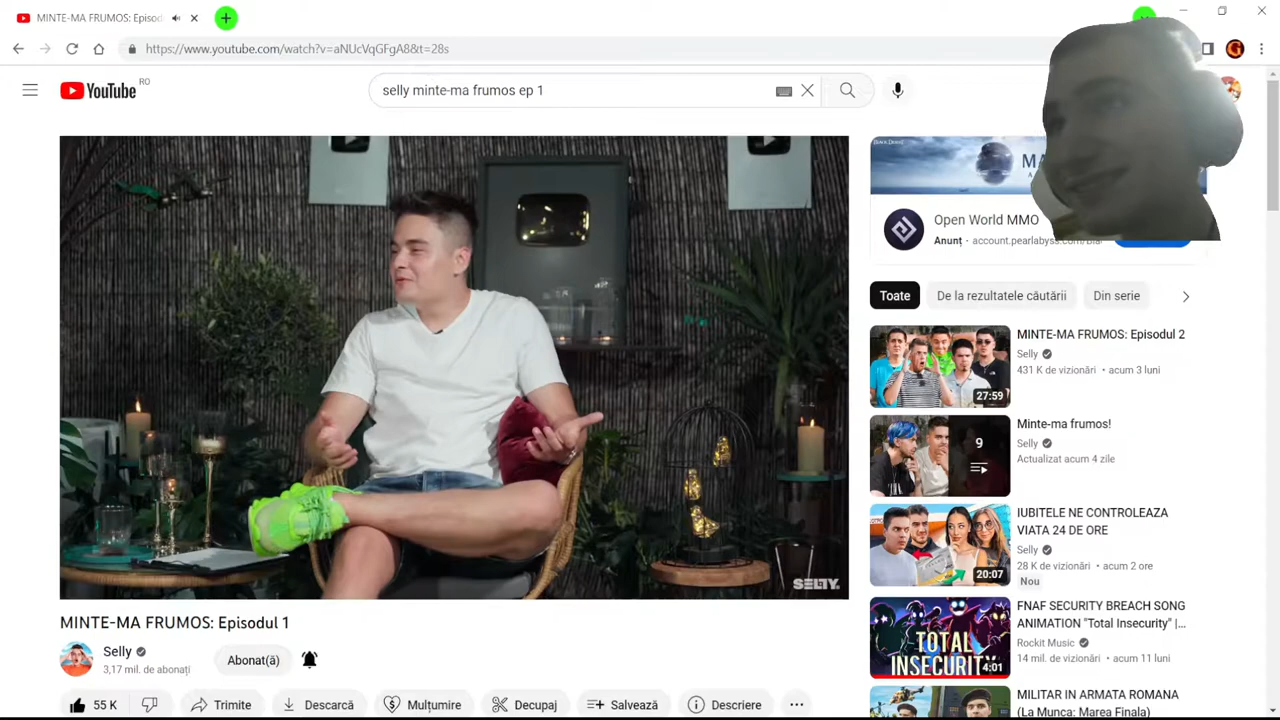 MINTE-MA FRUMOS: Episod
https://www.youtube.com/watch?v=aNUcVqGFgA8&t=28s
YouTube RO
selly minte-ma frumos ep 1
SELTY.
MINTE-MA FRUMOS: Episodul 1
Selly
3,17 mil. de abonați
Abonat(ă)
55 K
Trimite
Descarcă
Mulțumire
Decupaj
Salvează
Descriere
MA
Open World MMO
Anunț • account.pearlabyss.com/Bla
Toate
De la rezultatele căutării
Din serie
MINTE-MA FRUMOS: Episodul 2
Selly
431 K de vizionări • acum 3 luni
27:59
Minte-ma frumos!
Selly
Actualizat acum 4 zile
9
IUBITELE NE CONTROLEAZA
VIATA 24 DE ORE
Selly
28 K de vizionări • acum 2 ore
Nou
20:07
FNAF SECURITY BREACH SONG
ANIMATION "Total Insecurity" |...
Rockit Music
14 mil. de vizionări • acum 11 luni
TOTAL
INSECURITY
4:01
MILITAR IN ARMATA ROMANA
(La Munca: Marea Finala)